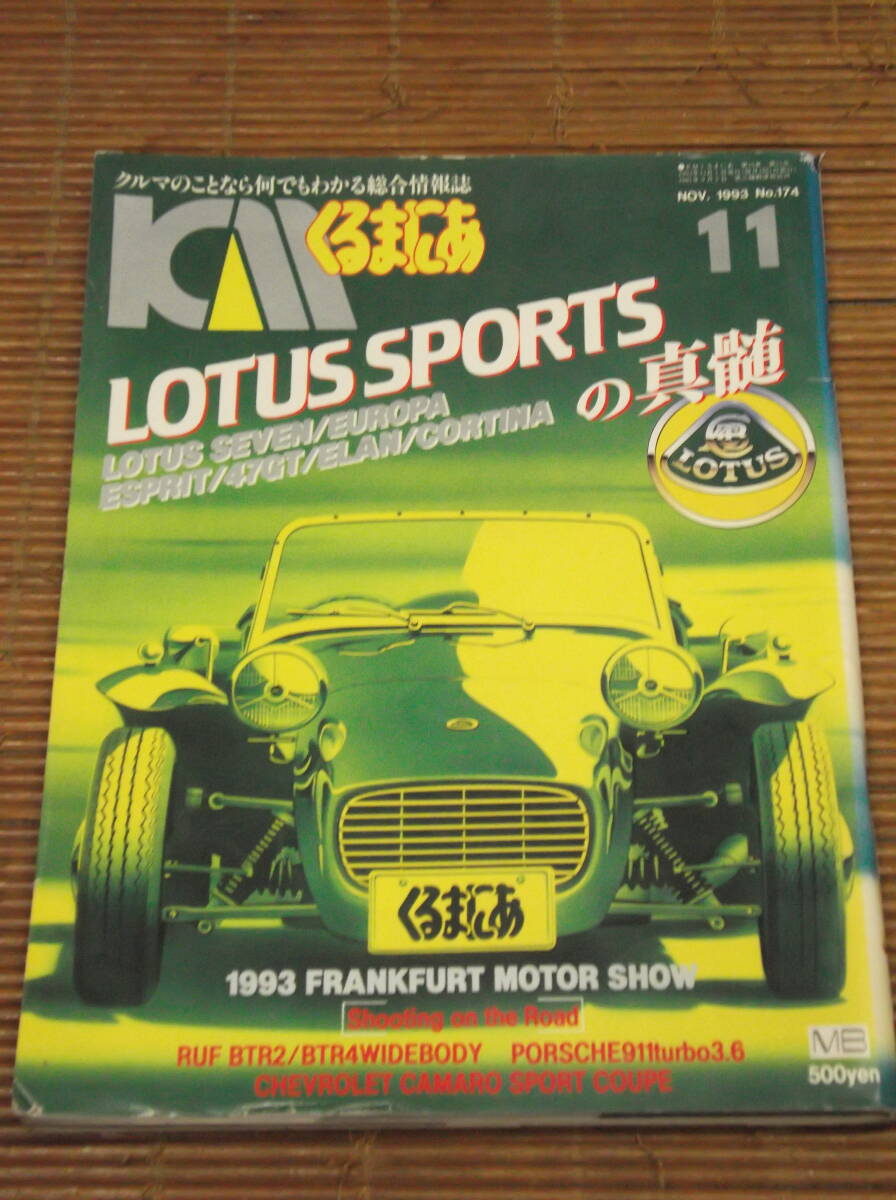 クルマのことなら何でもわかる総合情報誌
くるまにあ
NOV. 1993 No.174
11
LOTUS SPORTS
の真髄
LOTUS SEVEN/EUROPA
ESPRIT/47GT/ELAN/CORTINA
LOTUS
くるまにあ
1993 FRANKFURT MOTOR SHOW
Shooting on the Road
RUF BTR2/BTR4WIDEBODY PORSCHE911turbo3.6
CHEVROLET CAMARO SPORT COUPE
MB
500yen